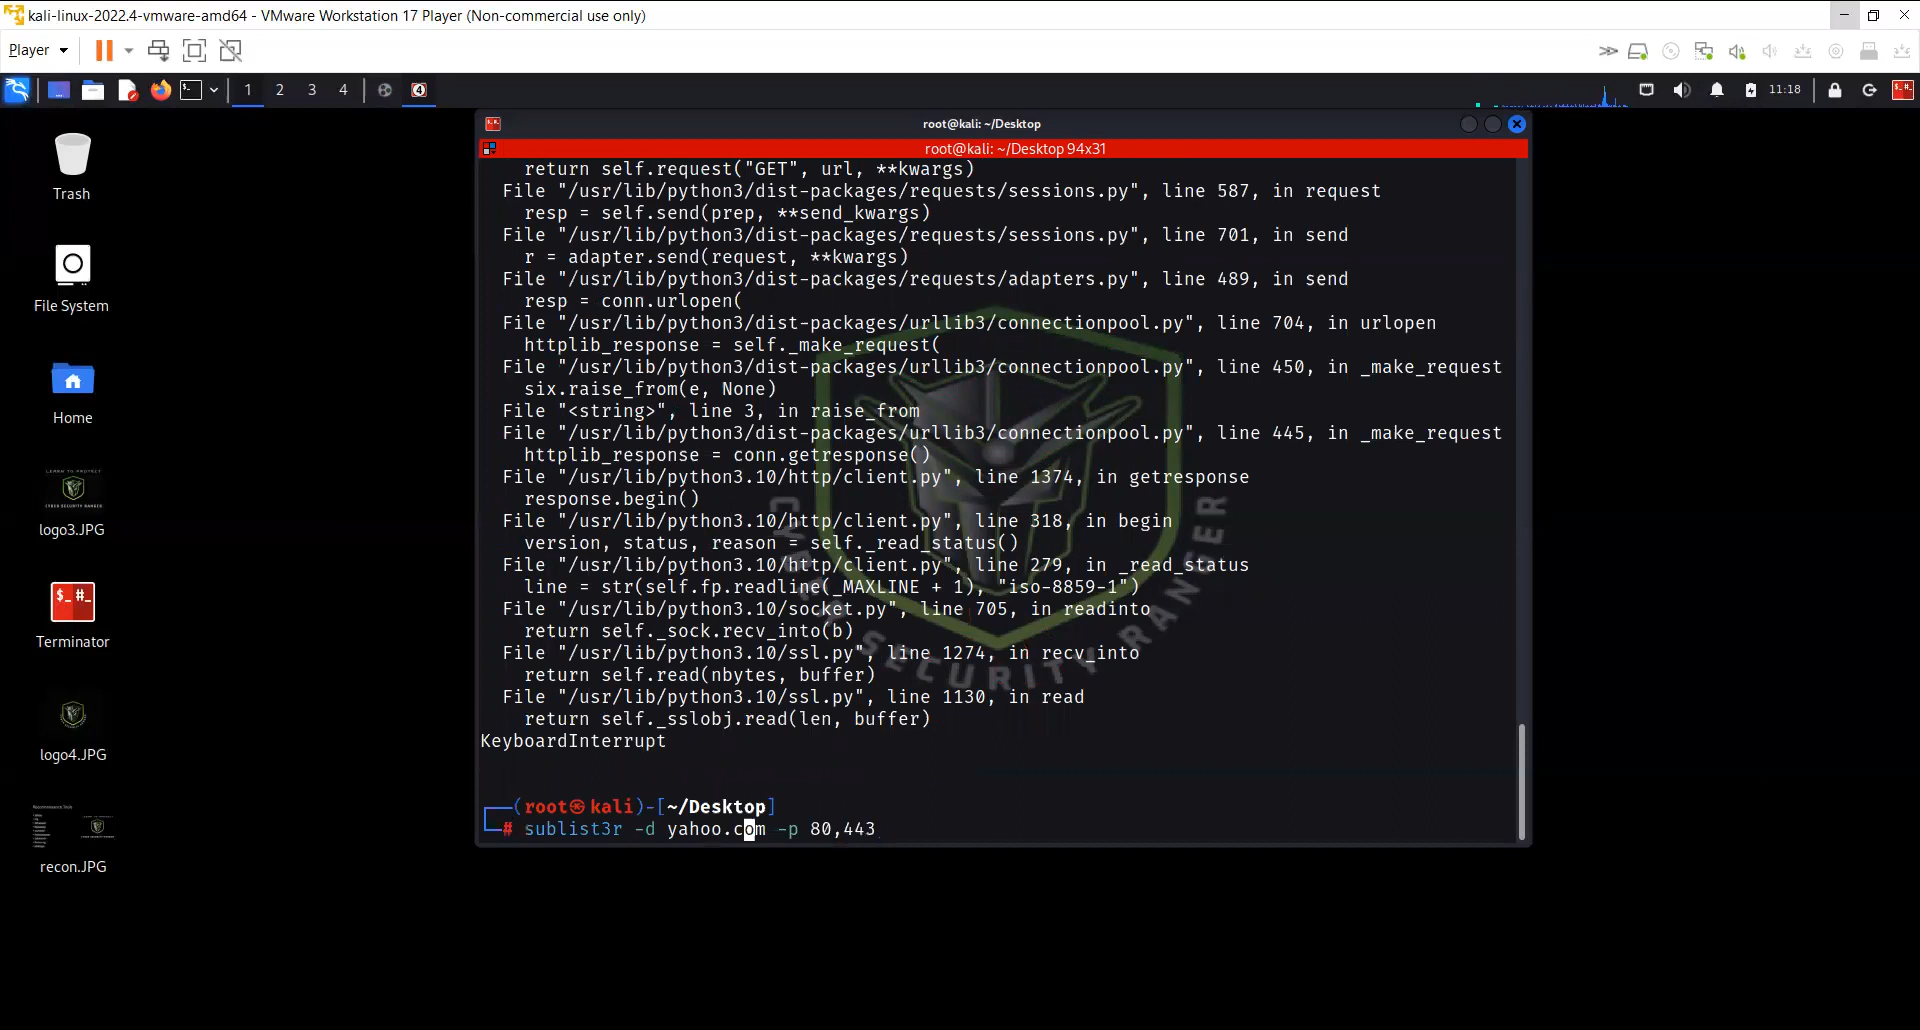 kali-linux-2022.4-vmware-amd64 - VMware Workstation 17 Player (Non-commercial use only)
Player
1 2 3 4
11:18
Trash
File System
Home
LEARN TO PROTECT
CYBER SECURITY RANGER
logo3.JPG
$_ #_
Terminator
logo4.JPG
recon.JPG
root@kali: ~/Desktop
root@kali: ~/Desktop 94x31
return self.request("GET", url, **kwargs)
File "/usr/lib/python3/dist-packages/requests/sessions.py", line 587, in request
resp = self.send(prep, **send_kwargs)
File "/usr/lib/python3/dist-packages/requests/sessions.py", line 701, in send
r = adapter.send(request, **kwargs)
File "/usr/lib/python3/dist-packages/requests/adapters.py", line 489, in send
resp = conn.urlopen(
File "/usr/lib/python3/dist-packages/urllib3/connectionpool.py", line 704, in urlopen
httplib_response = self._make_request(
File "/usr/lib/python3/dist-packages/urllib3/connectionpool.py", line 450, in _make_request
six.raise_from(e, None)
File "<string>", line 3, in raise_from
File "/usr/lib/python3/dist-packages/urllib3/connectionpool.py", line 445, in _make_request
httplib_response = conn.getresponse()
File "/usr/lib/python3.10/http/client.py", line 1374, in getresponse
response.begin()
File "/usr/lib/python3.10/http/client.py", line 318, in begin
version, status, reason = self._read_status()
File "/usr/lib/python3.10/http/client.py", line 279, in _read_status
line = str(self.fp.readline(_MAXLINE + 1), "iso-8859-1")
File "/usr/lib/python3.10/socket.py", line 705, in readinto
return self._sock.recv_into(b)
File "/usr/lib/python3.10/ssl.py", line 1274, in recv_into
return self.read(nbytes, buffer)
File "/usr/lib/python3.10/ssl.py", line 1130, in read
return self._sslobj.read(len, buffer)
KeyboardInterrupt
(root㉿kali)-[~/Desktop]
# sublist3r -d yahoo.com -p 80,443
CYBER SECURITY RANGER